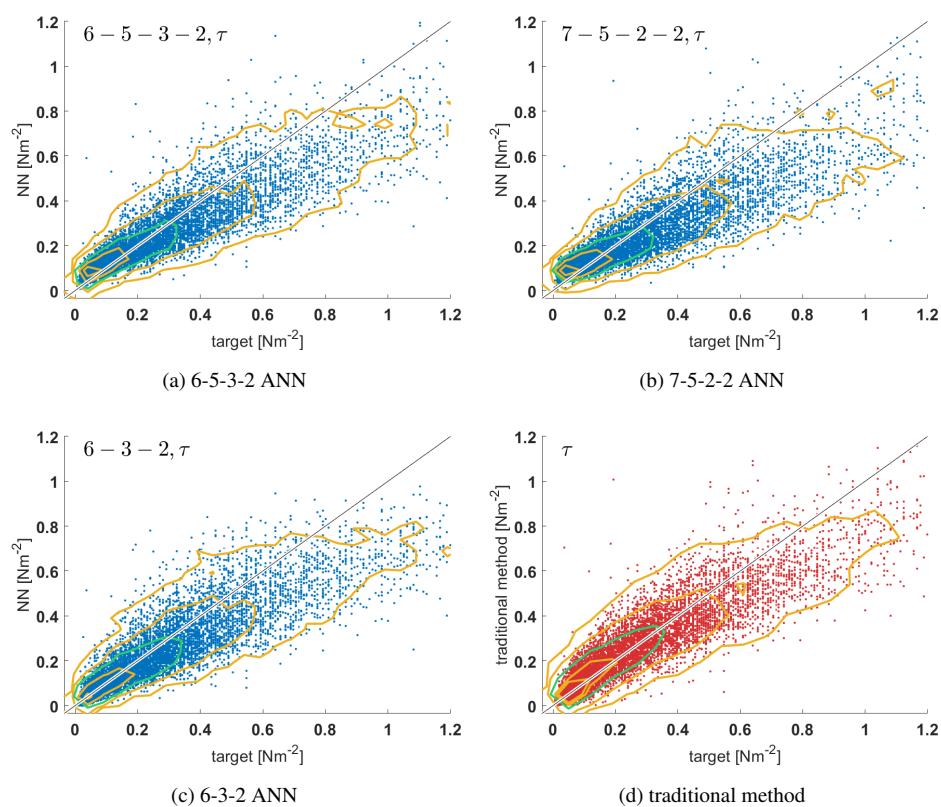 6 − 5 − 3 − 2, τ
1.2
1
0.8
0.6
0.4
0.2
0
NN [Nm-2]
0 0.2 0.4 0.6 0.8 1 1.2
target [Nm-2]
(a) 6-5-3-2 ANN
7 − 5 − 2 − 2, τ
1.2
1
0.8
0.6
0.4
0.2
0
NN [Nm-2]
0 0.2 0.4 0.6 0.8 1 1.2
target [Nm-2]
(b) 7-5-2-2 ANN
6 − 3 − 2, τ
1.2
1
0.8
0.6
0.4
0.2
0
NN [Nm-2]
0 0.2 0.4 0.6 0.8 1 1.2
target [Nm-2]
(c) 6-3-2 ANN
τ
1.2
1
0.8
0.6
0.4
0.2
0
traditional method [Nm-2]
0 0.2 0.4 0.6 0.8 1 1.2
target [Nm-2]
(d) traditional method